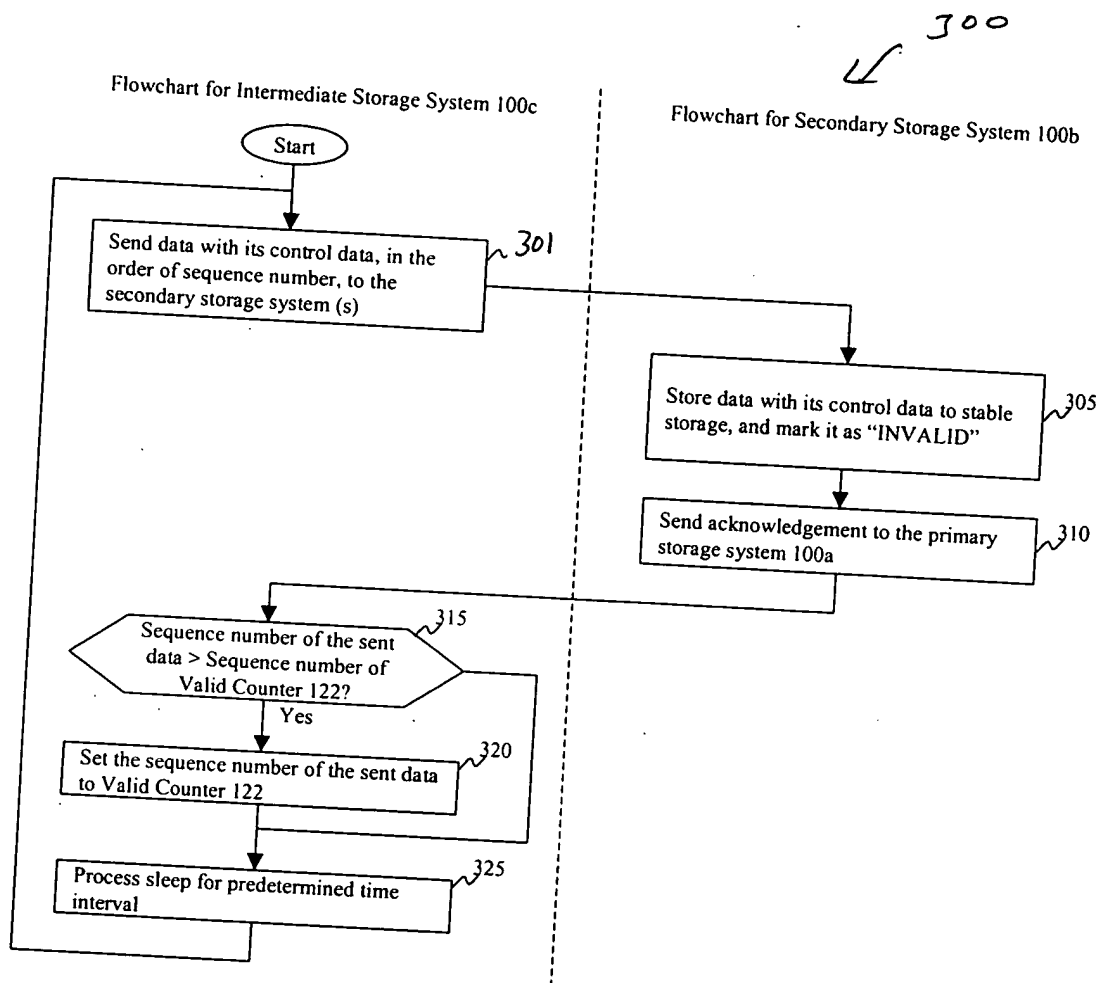 300
Flowchart for Intermediate Storage System 100c
Flowchart for Secondary Storage System 100b
Start
Send data with its control data, in the
order of sequence number, to the
secondary storage system (s)
301
Store data with its control data to stable
storage, and mark it as “INVALID”
305
Send acknowledgement to the primary
storage system 100a
310
315
Sequence number of the sent
data > Sequence number of
Valid Counter 122?
Yes
320
Set the sequence number of the sent data
to Valid Counter 122
325
Process sleep for predetermined time
interval